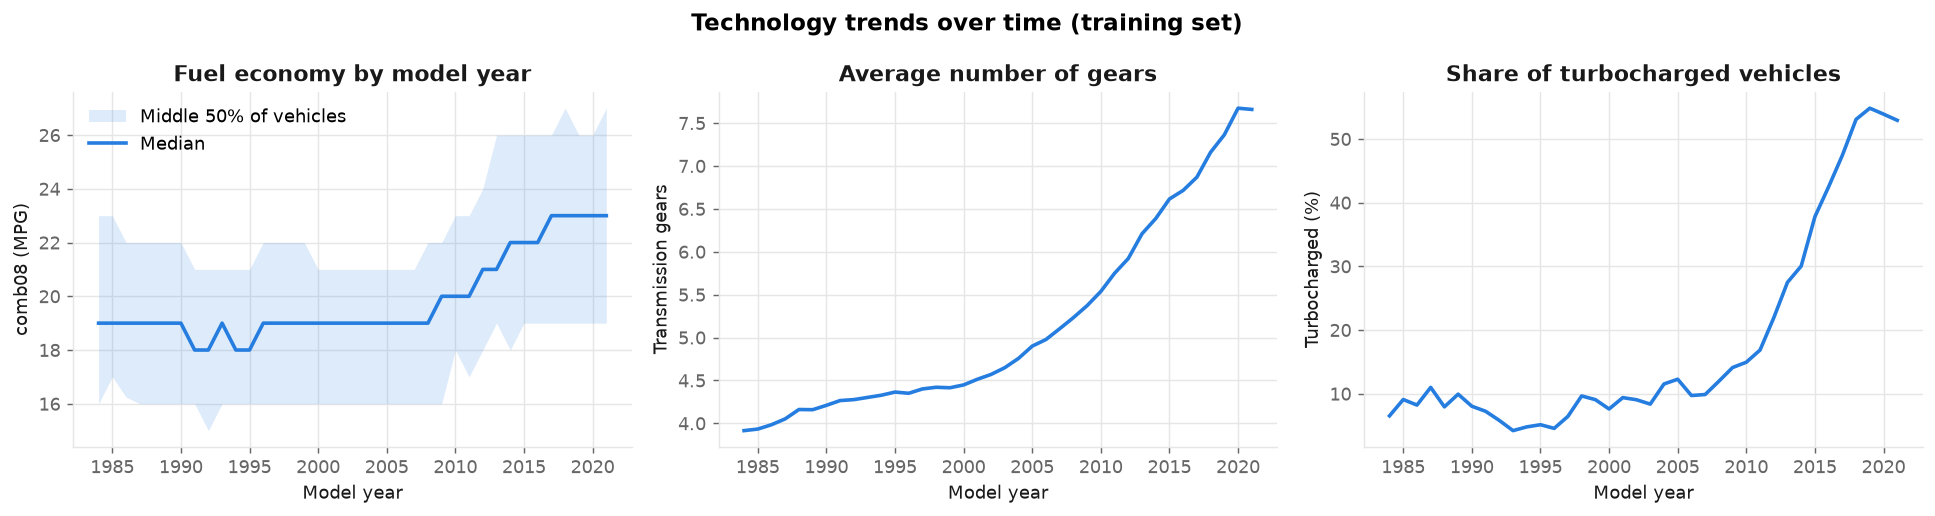 Technology trends over time (training set)
Fuel economy by model year
Middle 50% of vehicles
Median
comb08 (MPG)
26
24
22
20
18
16
1985 1990 1995 2000 2005 2010 2015 2020
Model year
Average number of gears
Transmission gears
7.5
7.0
6.5
6.0
5.5
5.0
4.5
4.0
1985 1990 1995 2000 2005 2010 2015 2020
Model year
Share of turbocharged vehicles
Turbocharged (%)
50
40
30
20
10
1985 1990 1995 2000 2005 2010 2015 2020
Model year